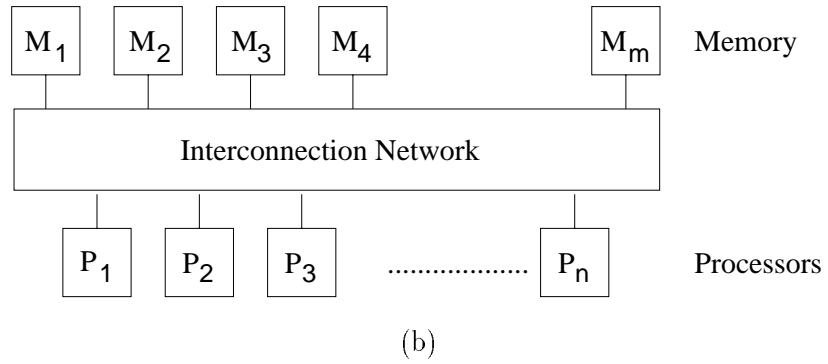 M1 M2 M3 M4 Mm Memory
Interconnection Network
P1 P2 P3 ................... Pn Processors
(b)